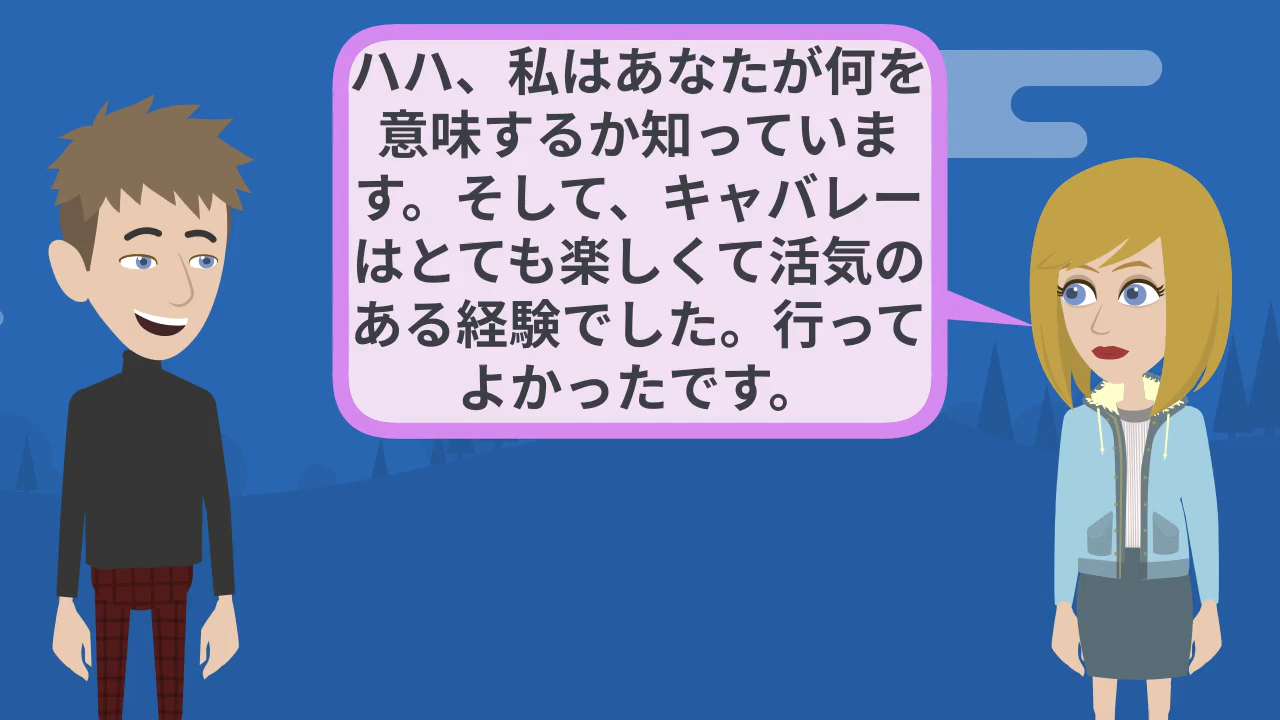 ハハ、私はあなたが何を
意味するか知っていま
す。そして、キャバレー
はとても楽しくて活気の
ある経験でした。行って
よかったです。